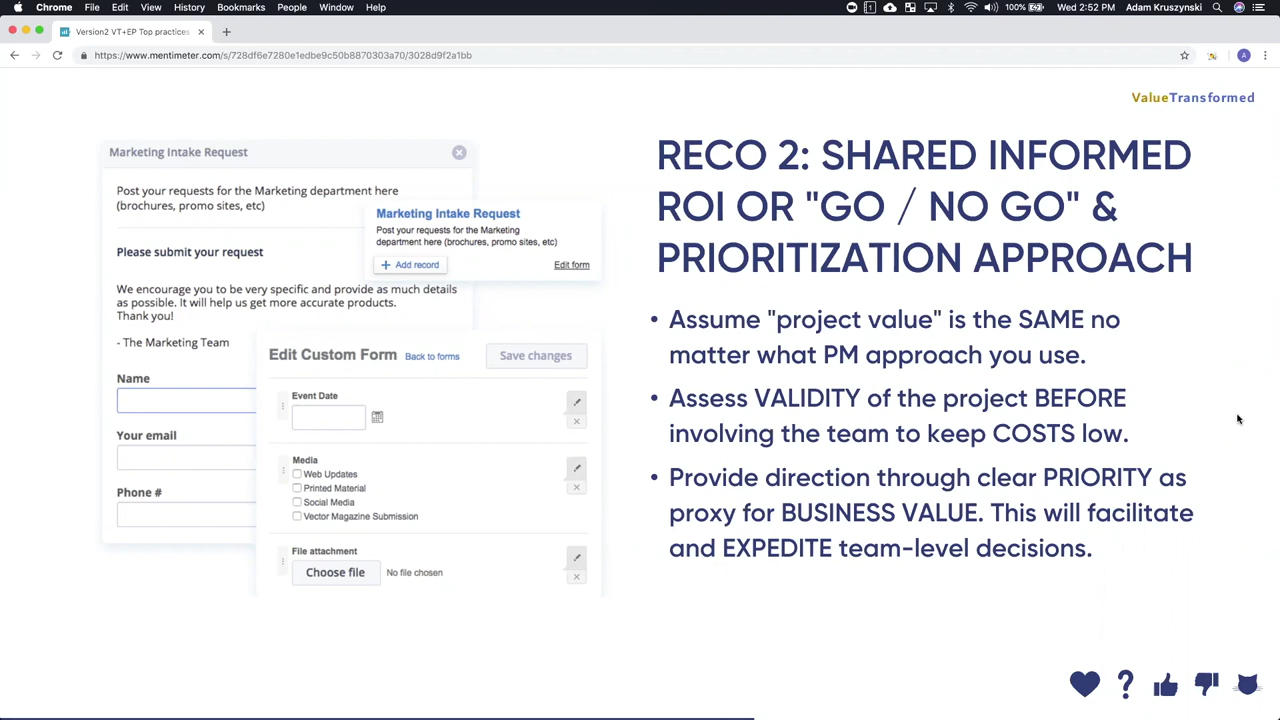 Chrome File Edit View History Bookmarks People Window Help
1 100% Wed 2:52 PM Adam Kruszynski
Version2 VT+EP Top practices
https://www.mentimeter.com/s/728df6e7280e1edbe9c50b8870303a70/3028d9f2a1bb
A
ValueTransformed
Marketing Intake Request
Post your requests for the Marketing department here
(brochures, promo sites, etc)
Please submit your request
We encourage you to be very specific and provide as much details
as possible. It will help us get more accurate products.
Thank you!
- The Marketing Team
Name
Your email
Phone #
Marketing Intake Request
Post your requests for the Marketing
department here (brochures, promo sites, etc)
+ Add record
Edit form
Edit Custom Form Back to forms Save changes
Event Date
Media
Web Updates
Printed Material
Social Media
Vector Magazine Submission
File attachment
Choose file No file chosen
RECO 2: SHARED INFORMED
ROI OR "GO / NO GO" &
PRIORITIZATION APPROACH
• Assume "project value" is the SAME no
matter what PM approach you use.
• Assess VALIDITY of the project BEFORE
involving the team to keep COSTS low.
• Provide direction through clear PRIORITY as
proxy for BUSINESS VALUE. This will facilitate
and EXPEDITE team-level decisions.